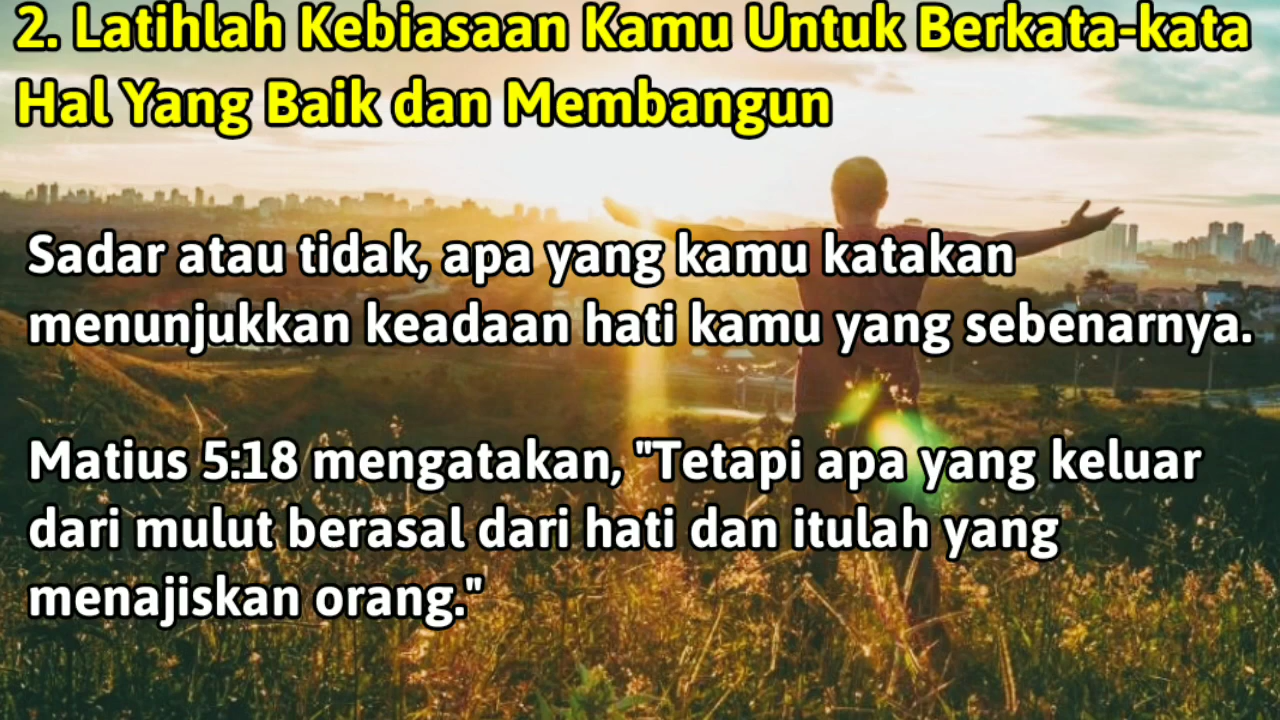 2. Latihlah Kebiasaan Kamu Untuk Berkata-kata
Hal Yang Baik dan Membangun
Sadar atau tidak, apa yang kamu katakan
menunjukkan keadaan hati kamu yang sebenarnya.
Matius 5:18 mengatakan, "Tetapi apa yang keluar
dari mulut berasal dari hati dan itulah yang
menajiskan orang."